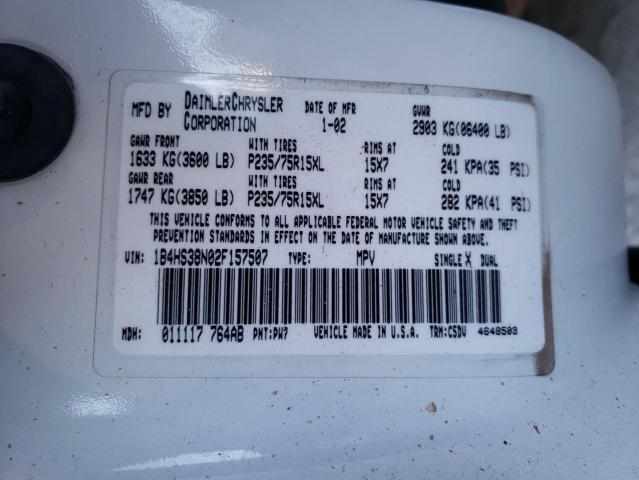 MFD BY DAIMLERCHRYSLER CORPORATION DATE OF MFR 1-02 GVWR 2903 KG(06400 LB)
GAWR FRONT WITH TIRES RIMS AT COLD
1633 KG(3600 LB) P235/75R15XL 15X7 241 KPA(35 PSI)
GAWR REAR WITH TIRES RIMS AT COLD
1747 KG(3850 LB) P235/75R15XL 15X7 282 KPA(41 PSI)
THIS VEHICLE CONFORMS TO ALL APPLICABLE FEDERAL MOTOR VEHICLE SAFETY AND THEFT
PREVENTION STANDARDS IN EFFECT ON THE DATE OF MANUFACTURE SHOWN ABOVE.
VIN: 1B4HS38N02F157507 TYPE: MPV SINGLE X DUAL
MDH: 011117 764AB PNT:PW7 VEHICLE MADE IN U.S.A. TRM:C5DV 4648503